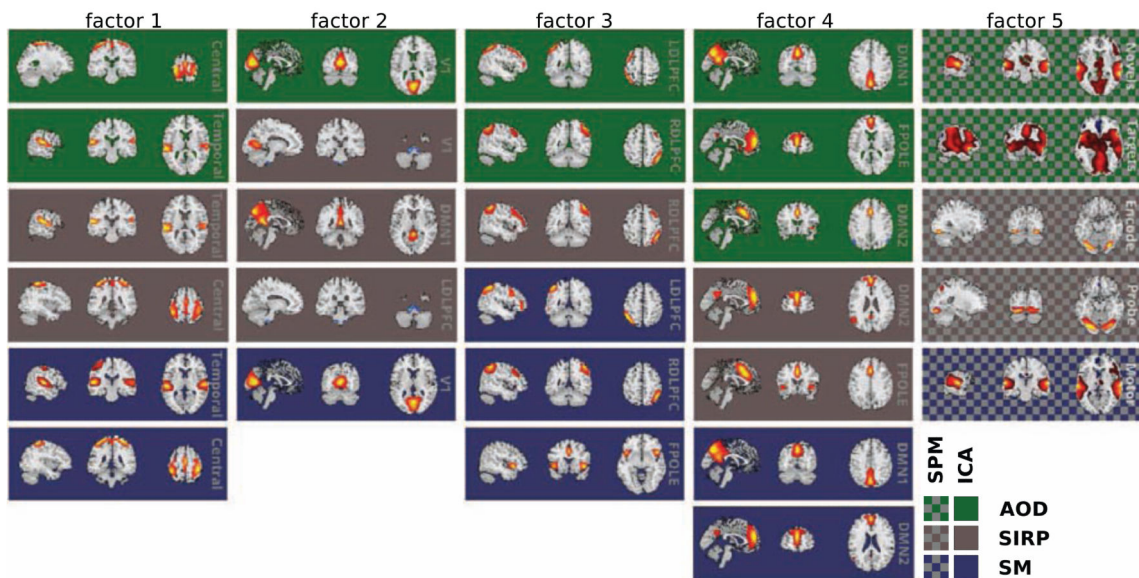 factor 1
factor 2
factor 3
factor 4
factor 5
Central
V1
LDLPFC
DMN1
Novels
Temporal
V1
RDLPFC
FPOLE
Targets
Temporal
DMN1
RDLPFC
DMN2
Encode
Central
LDLPFC
LDLPFC
DMN2
Probe
Temporal
V1
RDLPFC
FPOLE
Motor
Central
FPOLE
DMN1
DMN2
SPM
ICA
AOD
SIRP
SM